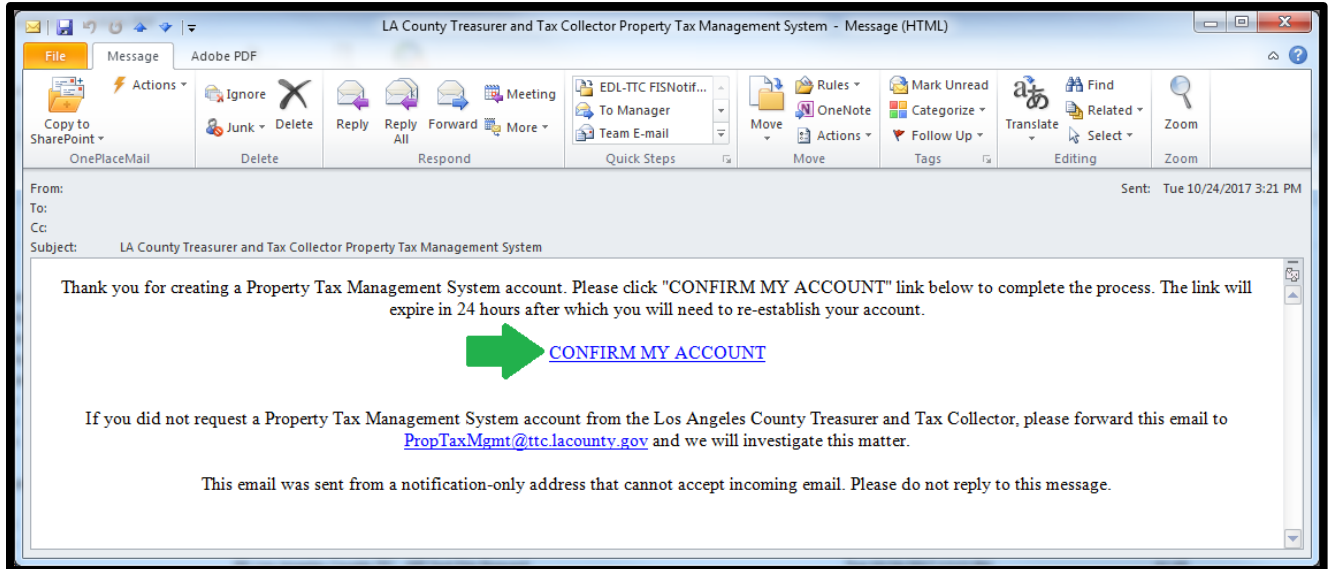 LA County Treasurer and Tax Collector Property Tax Management System - Message (HTML)
File Message Adobe PDF
Copy to SharePoint
Actions
OnePlaceMail
Ignore
Junk
Delete
Delete
Reply
Reply All
Forward
Meeting
More
Respond
EDL-TTC FISNotif...
To Manager
Team E-mail
Quick Steps
Move
Rules
OneNote
Actions
Move
Mark Unread
Categorize
Follow Up
Tags
Translate
Find
Related
Select
Editing
Zoom
Zoom
From: Sent: Tue 10/24/2017 3:21 PM
To:
Cc:
Subject: LA County Treasurer and Tax Collector Property Tax Management System
Thank you for creating a Property Tax Management System account. Please click "CONFIRM MY ACCOUNT" link below to complete the process. The link will
expire in 24 hours after which you will need to re-establish your account.
CONFIRM MY ACCOUNT
If you did not request a Property Tax Management System account from the Los Angeles County Treasurer and Tax Collector, please forward this email to
PropTaxMgmt@ttc.lacounty.gov and we will investigate this matter.
This email was sent from a notification-only address that cannot accept incoming email. Please do not reply to this message.